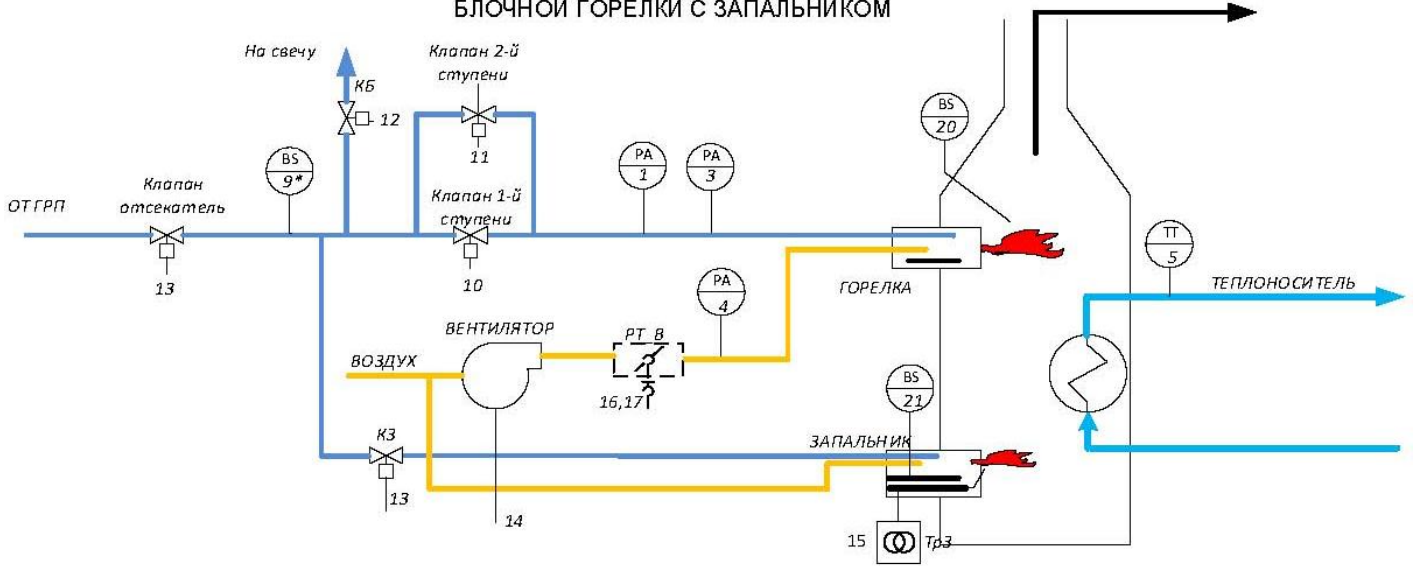 БЛОЧНОЙ ГОРЕЛКИ С ЗАПАЛЬНИКОМ
На свечу
КБ
12
Клапан 2-й
ступени
11
BS
9*
Клапан
отсекатель
ОТ ГРП
13
Клапан 1-й
ступени
10
PA
1
PA
3
BS
20
ГОРЕЛКА
TT
5
ТЕПЛОНОСИТЕЛЬ
PA
4
ВЕНТИЛЯТОР
РТ В
ВОЗДУХ
16,17
BS
21
КЗ
13
14
ЗАПАЛЬНИК
15
ТрЗ